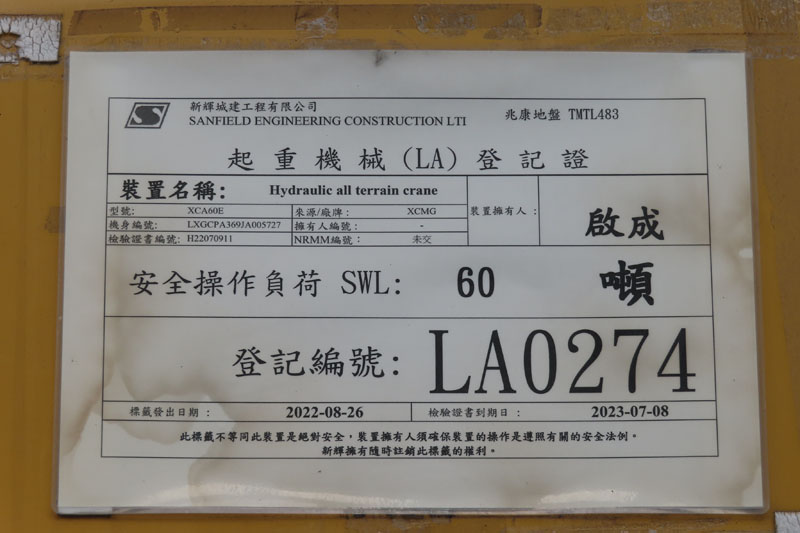 新輝城建工程有限公司
SANFIELD ENGINEERING CONSTRUCTION LTI
兆康地盤 TMTL483
起重機械(LA)登記證
裝置名稱: Hydraulic all terrain crane
型號: XCA60E 來源/廠牌: XCMG
機身編號: LXGCPA369JA005727 擁有人編號: -
檢驗證書編號: H22070911 NRMM編號: 未交
裝置擁有人: 啟成
安全操作負荷 SWL: 60 噸
登記編號: LA0274
標籤發出日期: 2022-08-26 檢驗證書到期日: 2023-07-08
此標籤不等同此裝置是絕對安全,裝置擁有人須確保裝置的操作是遵照有關的安全法例。
新輝擁有隨時註銷此標籤的權利。